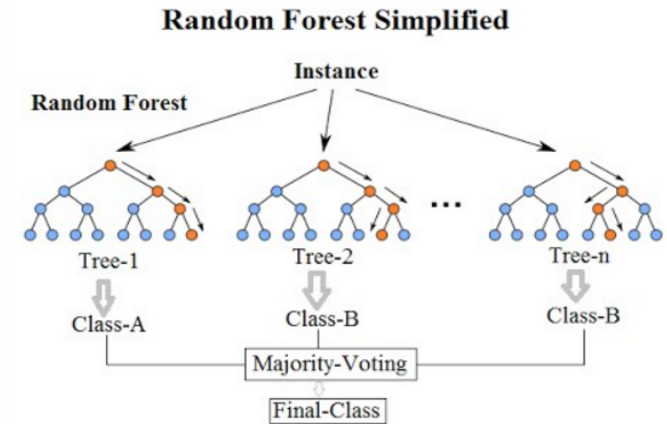 Random Forest Simplified
Instance
Random Forest
...
Tree-1
Tree-2
Tree-n
Class-A
Class-B
Class-B
Majority-Voting
Final-Class